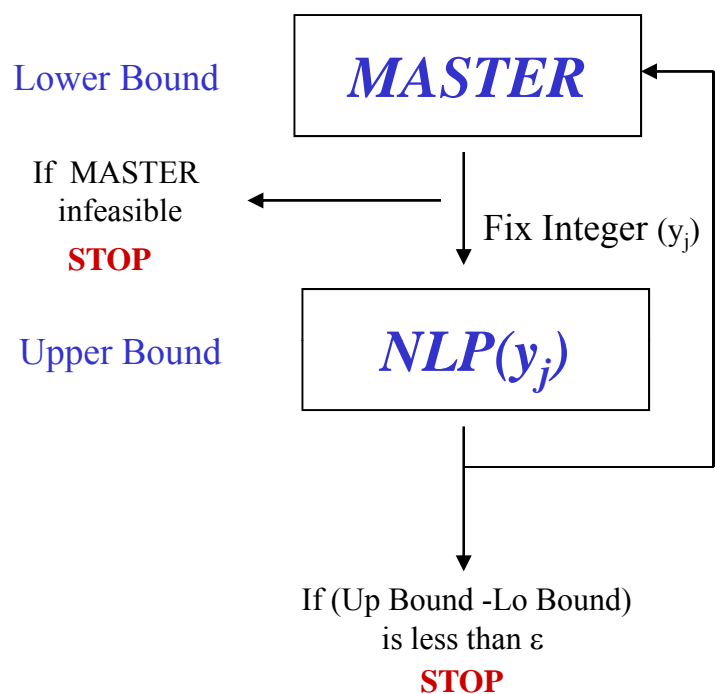 Lower Bound
MASTER
If MASTER
infeasible
STOP
Fix Integer (yj)
Upper Bound
NLP(yj)
If (Up Bound -Lo Bound)
is less than ε
STOP